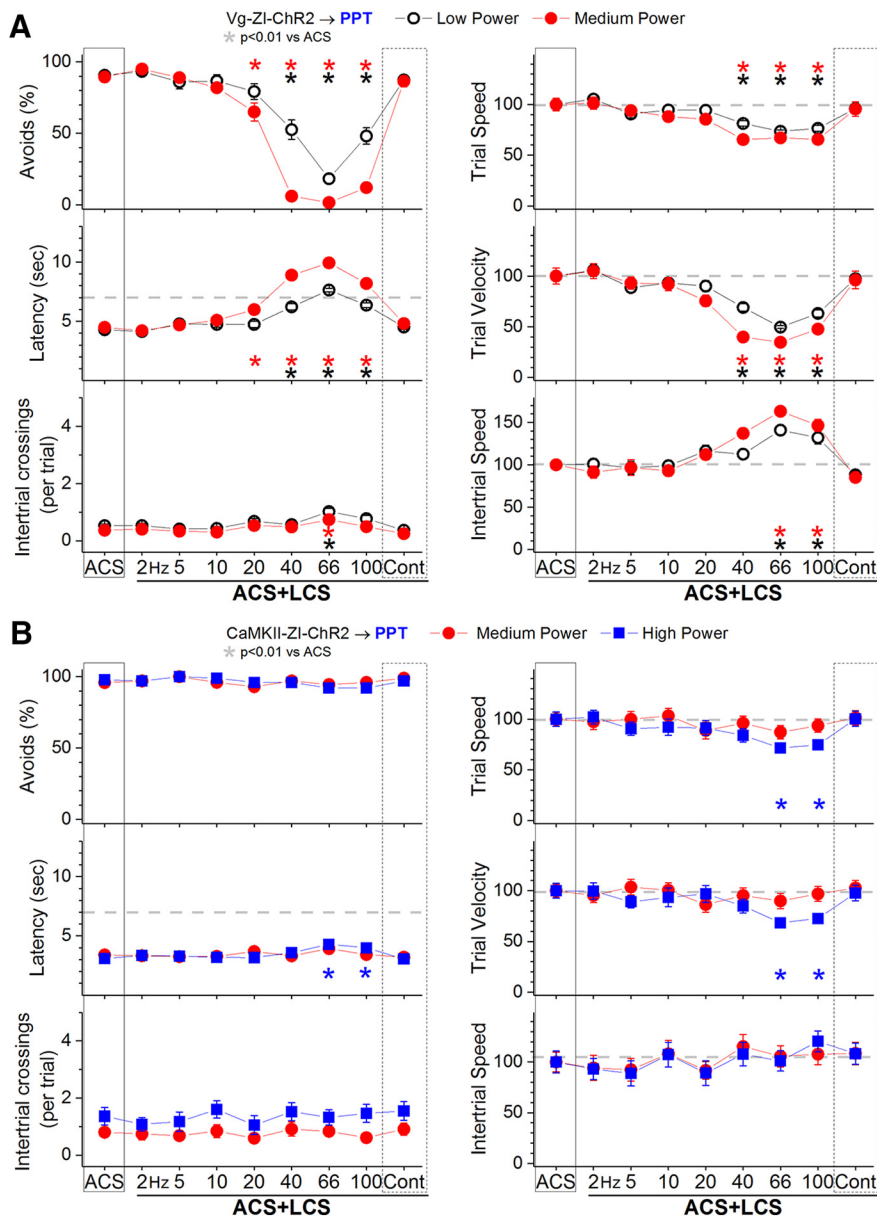 A
Vg-ZI-ChR2 → PPT
Low Power
Medium Power
* p<0.01 vs ACS
Avoids (%)
100
50
0
* * * *
* * *
Latency (sec)
10
5
* * * *
* * *
Intertrial crossings
(per trial)
4
2
0
*
*
ACS 2Hz 5 10 20 40 66 100 Cont
ACS+LCS
Trial Speed
150
100
50
0
* * *
* * *
Trial Velocity
150
100
50
0
* * *
* * *
Intertrial Speed
150
100
50
0
* *
* *
ACS 2Hz 5 10 20 40 66 100 Cont
ACS+LCS
B
CaMKII-ZI-ChR2 → PPT
Medium Power
High Power
* p<0.01 vs ACS
Avoids (%)
100
50
0
Latency (sec)
10
5
* *
Intertrial crossings
(per trial)
4
2
0
ACS 2Hz 5 10 20 40 66 100 Cont
ACS+LCS
Trial Speed
150
100
50
0
* *
Trial Velocity
150
100
50
0
* *
Intertrial Speed
150
100
50
0
ACS 2Hz 5 10 20 40 66 100 Cont
ACS+LCS